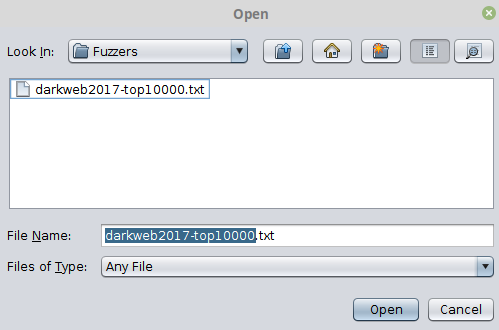 Open
Look In: Fuzzers
darkweb2017-top10000.txt
File Name: darkweb2017-top10000.txt
Files of Type: Any File
Open Cancel